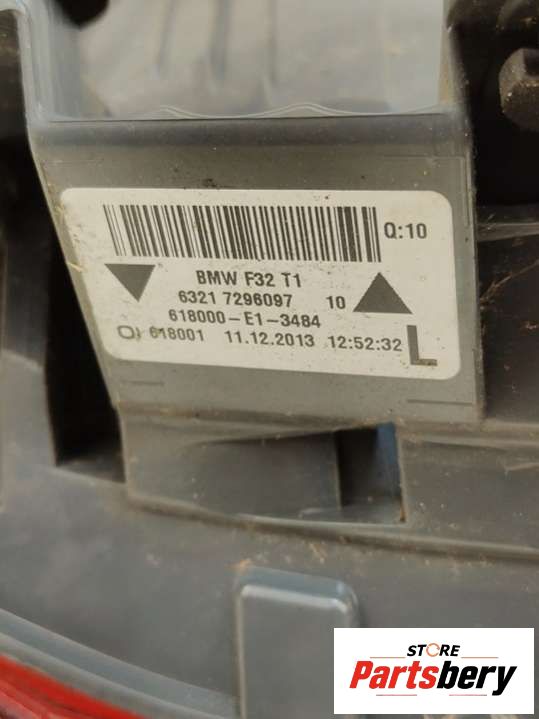 Q:10
BMW F32 T1
6321 7296097 10
618000-E1-3484
618001 11.12.2013 12:52:32 L
STORE
Partsbery